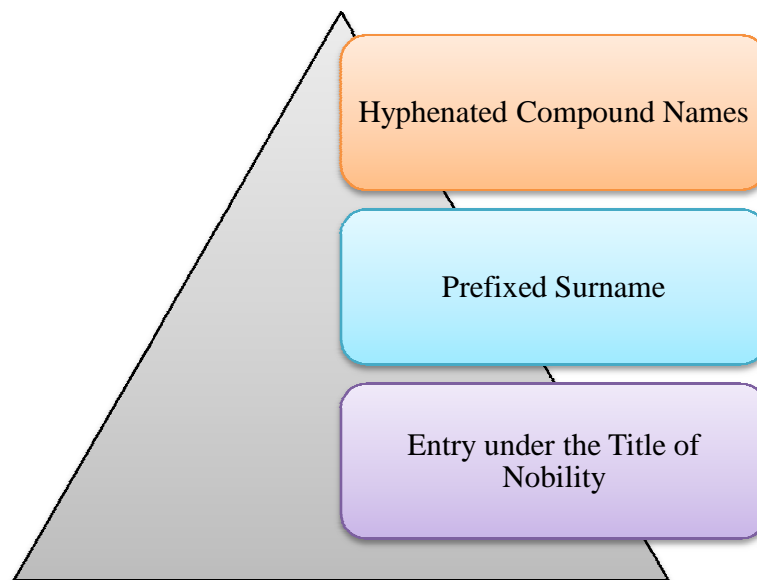 Hyphenated Compound Names
Prefixed Surname
Entry under the Title of
Nobility